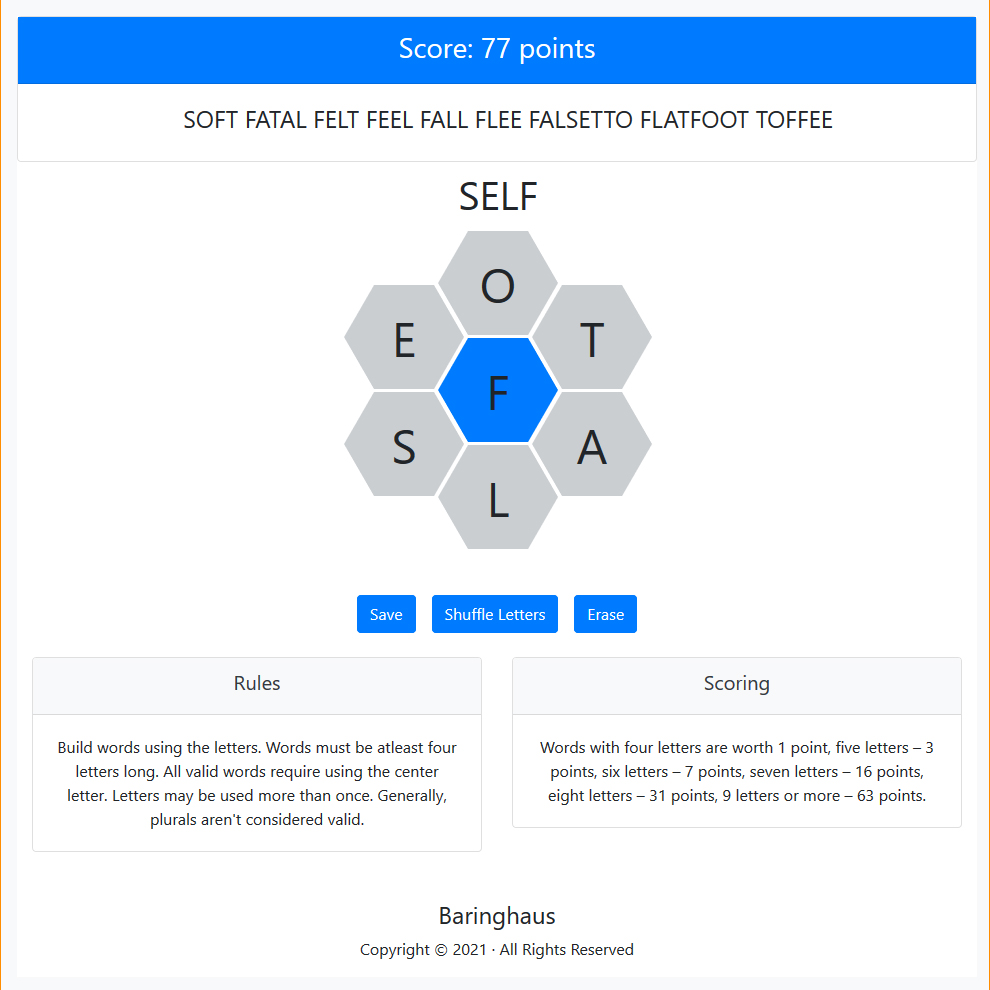 Score: 77 points
SOFT FATAL FELT FEEL FALL FLEE FALSETTO FLATFOOT TOFFEE
SELF
O
E
T
F
S
A
L
Save
Shuffle Letters
Erase
Rules
Build words using the letters. Words must be atleast four
letters long. All valid words require using the center
letter. Letters may be used more than once. Generally,
plurals aren't considered valid.
Scoring
Words with four letters are worth 1 point, five letters – 3
points, six letters – 7 points, seven letters – 16 points,
eight letters – 31 points, 9 letters or more – 63 points.
Baringhaus
Copyright © 2021 · All Rights Reserved